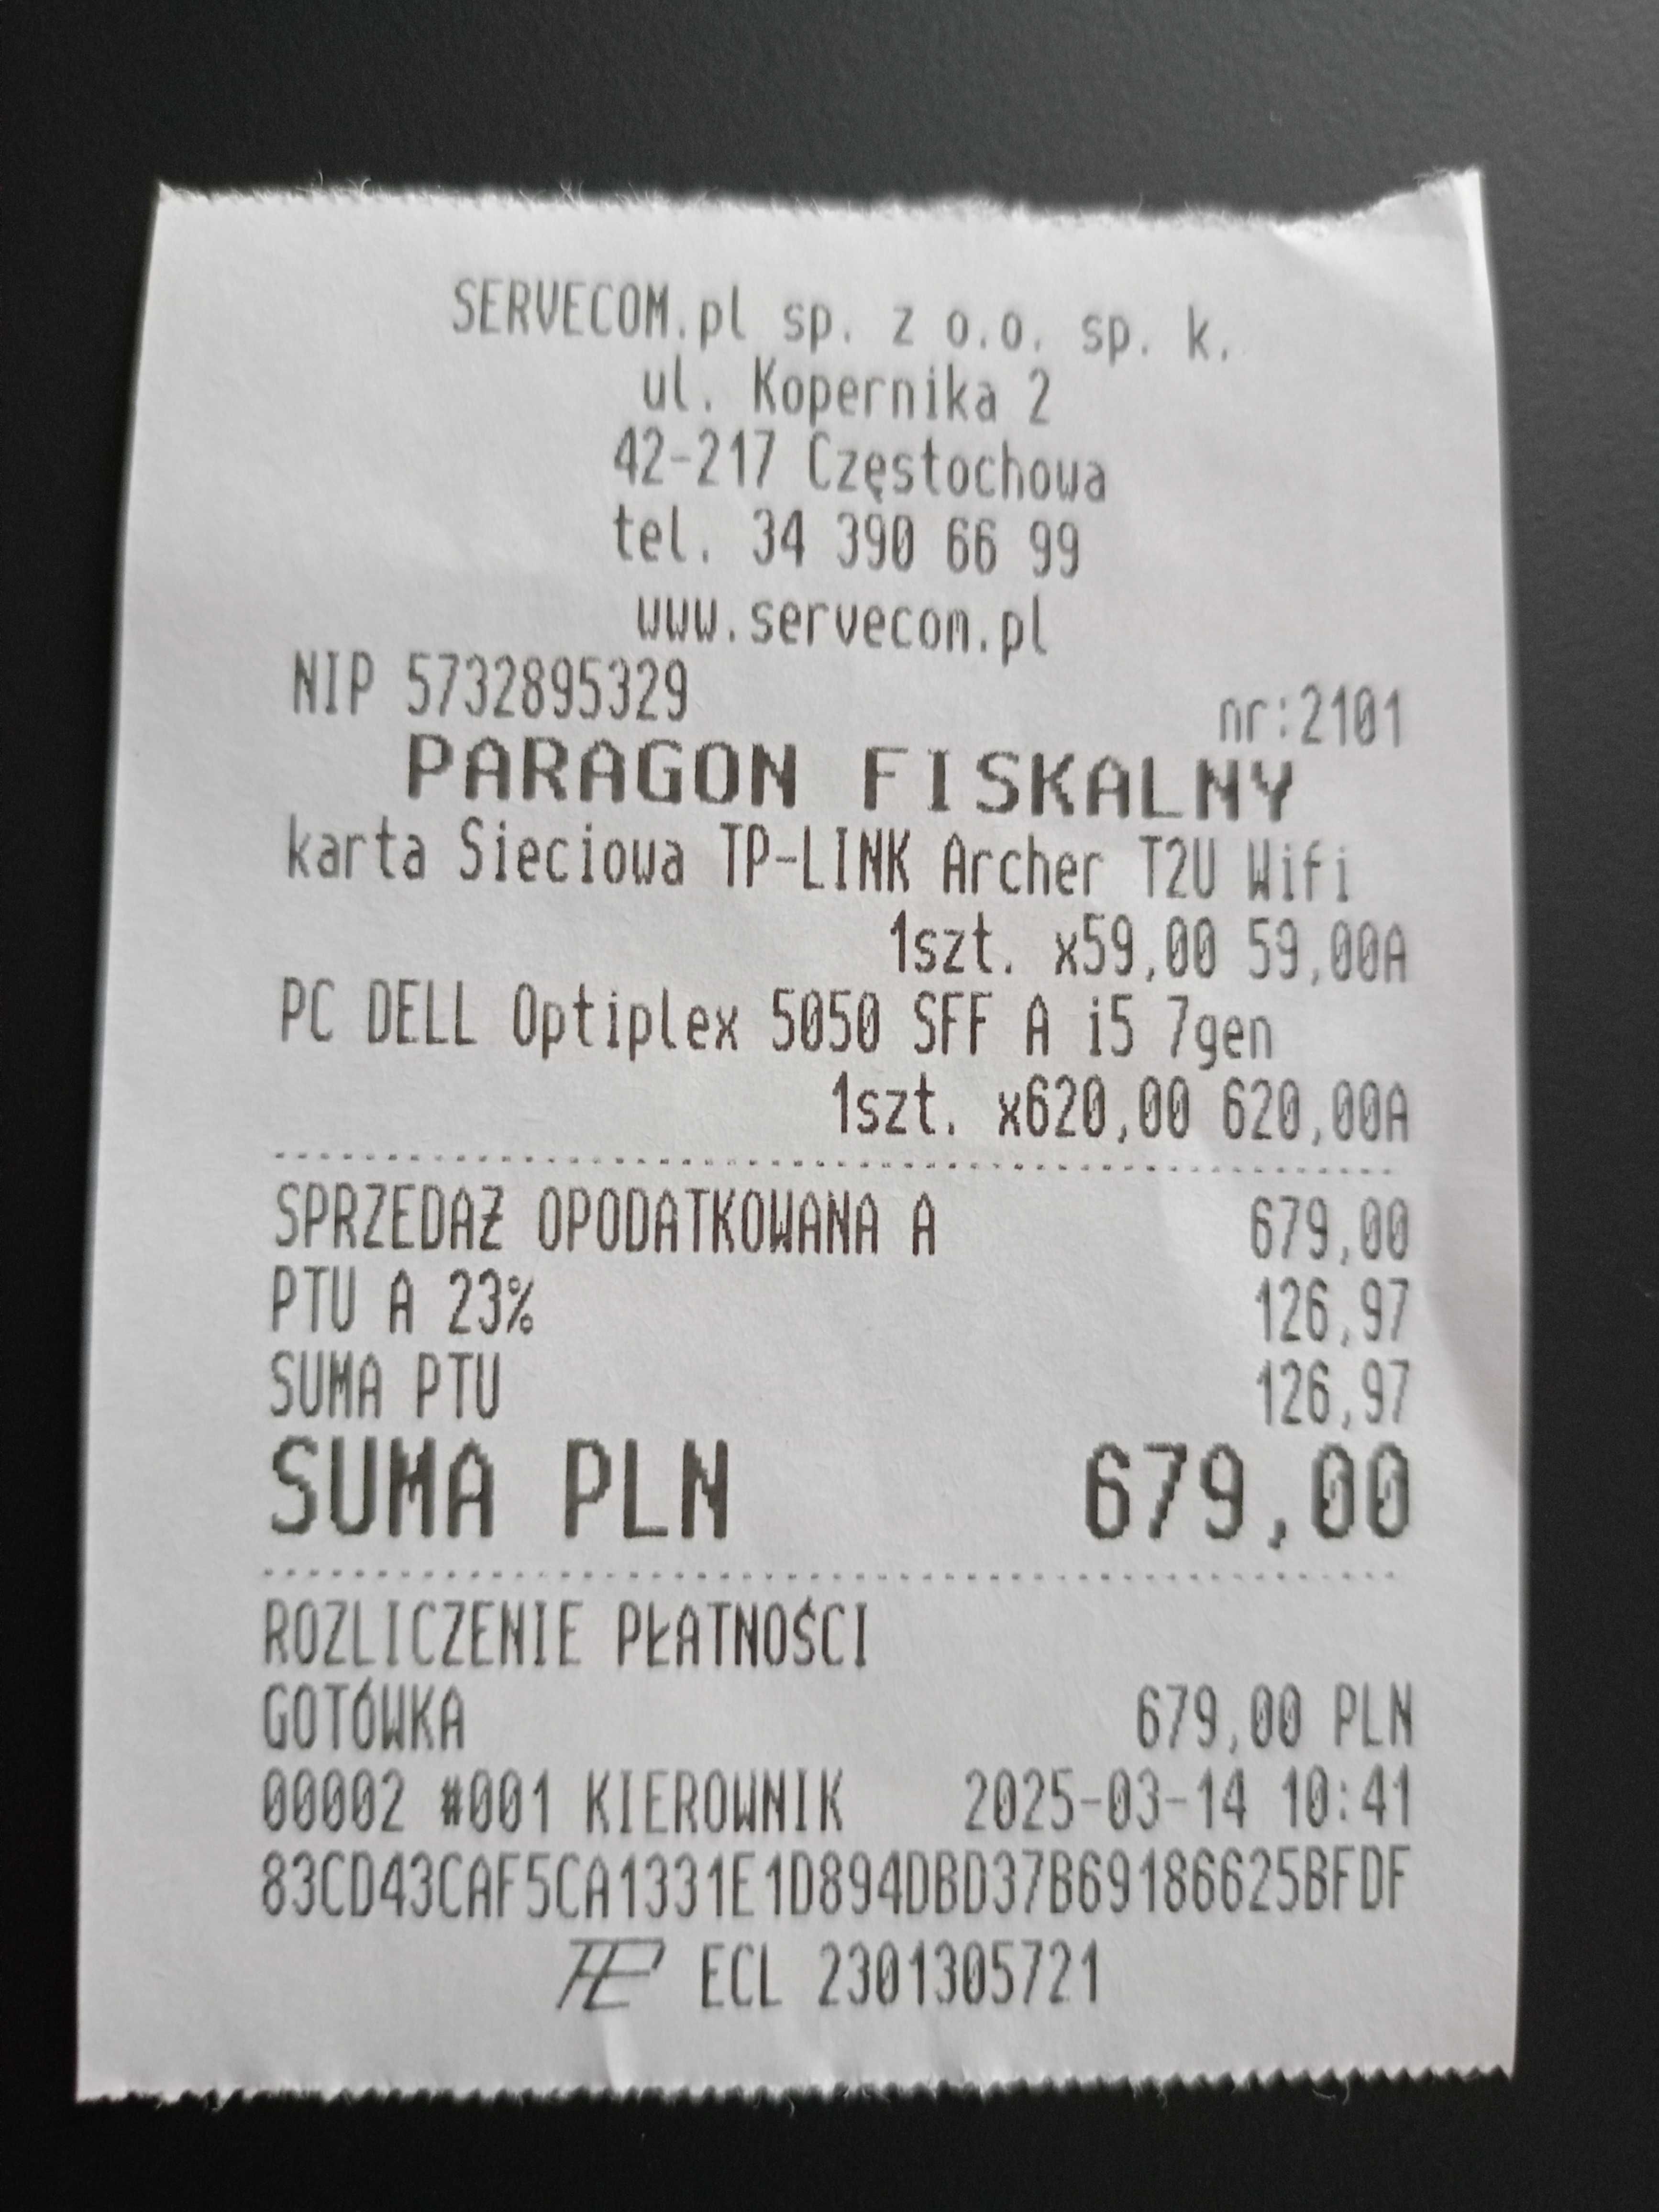 SERVECOM.pl sp. z o.o. sp. k.
ul. Kopernika 2
42-217 Częstochowa
tel. 34 390 66 99
www.servecom.pl
NIP 5732895329 nr:2101
PARAGON FISKALNY
karta Sieciowa TP-LINK Archer T2U Wifi
1szt. x59,00 59,00A
PC DELL Optiplex 5050 SFF A i5 7gen
1szt. x620,00 620,00A
SPRZEDAŻ OPODATKOWANA A 679,00
PTU A 23% 126,97
SUMA PTU 126,97
SUMA PLN 679,00
ROZLICZENIE PŁATNOŚCI
GOTÓWKA 679,00 PLN
00002 #001 KIEROWNIK 2025-03-14 10:41
83CD43CAF5CA1331E1D894DBD37B69186625BFDF
ECL 2301305721